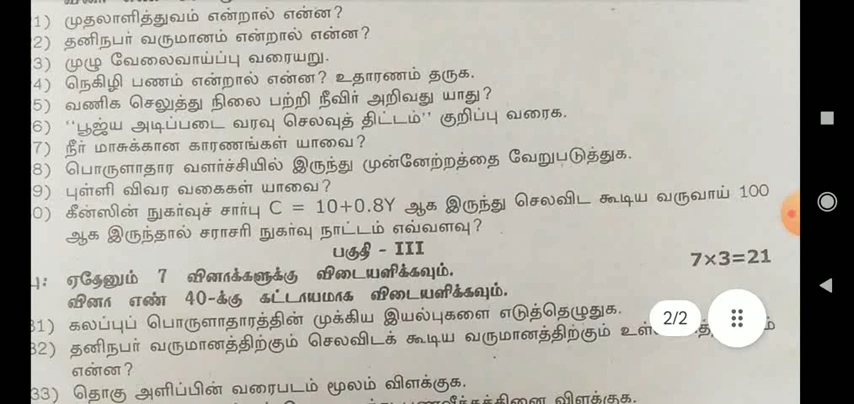 1) முதலாளித்துவம் என்றால் என்ன?
2) தனிநபர் வருமானம் என்றால் என்ன?
3) முழு வேலைவாய்ப்பு வரையறு.
4) நெகிழி பணம் என்றால் என்ன? உதாரணம் தருக.
5) வணிக செலுத்து நிலை பற்றி நீவிர் அறிவது யாது?
6) “பூஜ்ய அடிப்படை வரவு செலவுத் திட்டம்” குறிப்பு வரைக.
7) நீர் மாசுக்கான காரணங்கள் யாவை?
8) பொருளாதார வளர்ச்சியில் இருந்து முன்னேற்றத்தை வேறுபடுத்துக.
9) புள்ளி விவர வகைகள் யாவை?
0) கீன்ஸின் நுகர்வுச் சார்பு C = 10+0.8Y ஆக இருந்து செலவிட கூடிய வருவாய் 100
ஆக இருந்தால் சராசரி நுகர்வு நாட்டம் எவ்வளவு?
பகுதி - III
ஏதேனும் 7 வினாக்களுக்கு விடையளிக்கவும். 7×3=21
வினா எண் 40-க்கு கட்டாயமாக விடையளிக்கவும்.
31) கலப்புப் பொருளாதாரத்தின் முக்கிய இயல்புகளை எடுத்தெழுதுக.
2/2
32) தனிநபர் வருமானத்திற்கும் செலவிடக் கூடிய வருமானத்திற்கும்
என்ன?
33) தொகு அளிப்பின் வரைபடம் மூலம் விளக்குக.
விளக்குக.